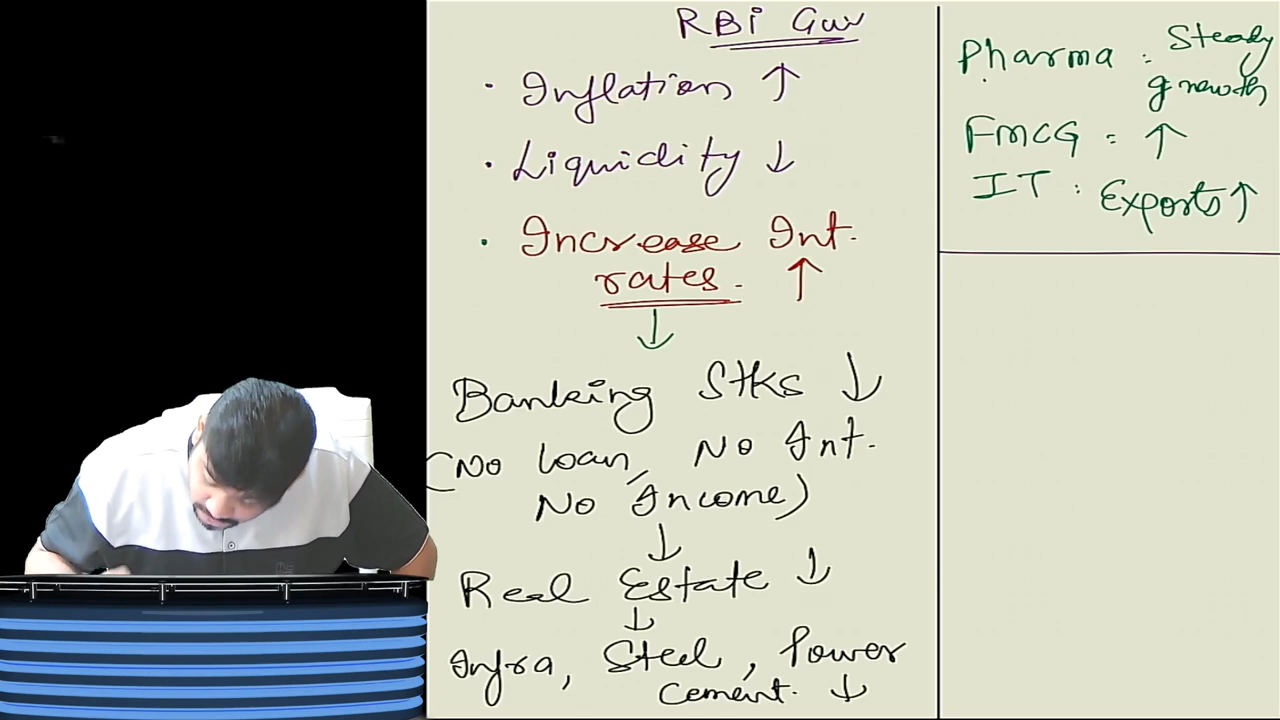 RBI Guv
· Inflation ↑
· Liquidity ↓
· Increase Int.
rates. ↑
↓
Banking Stks ↓
(No loan, No Int.
No Income)
↓
Real Estate ↓
↓
Infra, Steel, Power
cement. ↓
Pharma : Steady
growth
FMCG = ↑
IT : Exports ↑